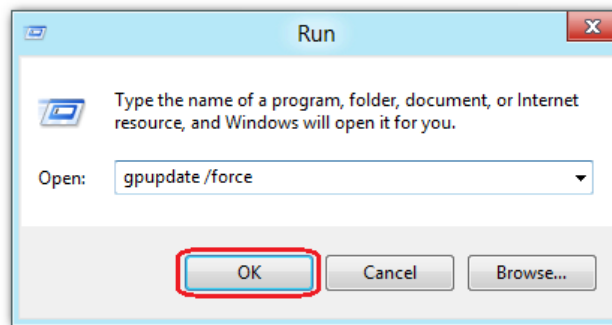 Run
Type the name of a program, folder, document, or Internet
resource, and Windows will open it for you.
Open: gpupdate /force
OK Cancel Browse...